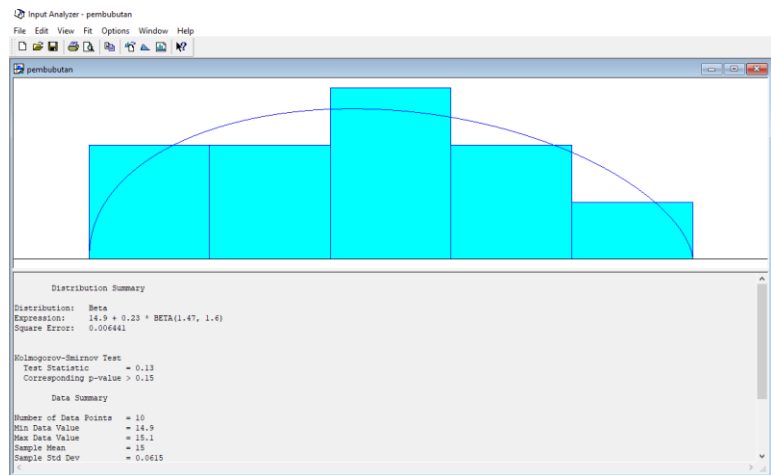 Input Analyzer - pembubutan
File Edit View Fit Options Window Help
pembubutan
Distribution Summary
Distribution: Beta
Expression: 14.9 + 0.23 * BETA(1.47, 1.6)
Square Error: 0.006441
Kolmogorov-Smirnov Test
Test Statistic = 0.13
Corresponding p-value > 0.15
Data Summary
Number of Data Points = 10
Min Data Value = 14.9
Max Data Value = 15.1
Sample Mean = 15
Sample Std Dev = 0.0615